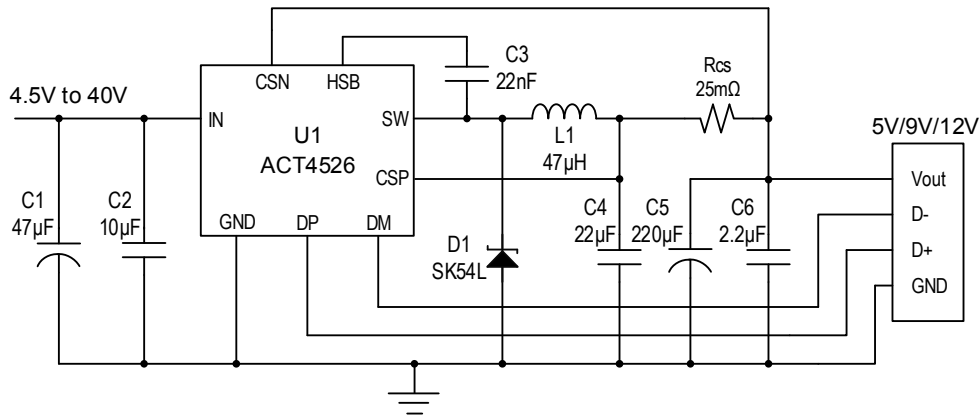 CSN
HSB
C3
22nF
Rcs
25mΩ
4.5V to 40V
IN
SW
U1
ACT4526
L1
47μH
5V/9V/12V
CSP
Vout
C1
47μF
C2
10μF
GND
DP
DM
C4
22μF
C5
220μF
C6
2.2μF
D-
D1
SK54L
D+
GND